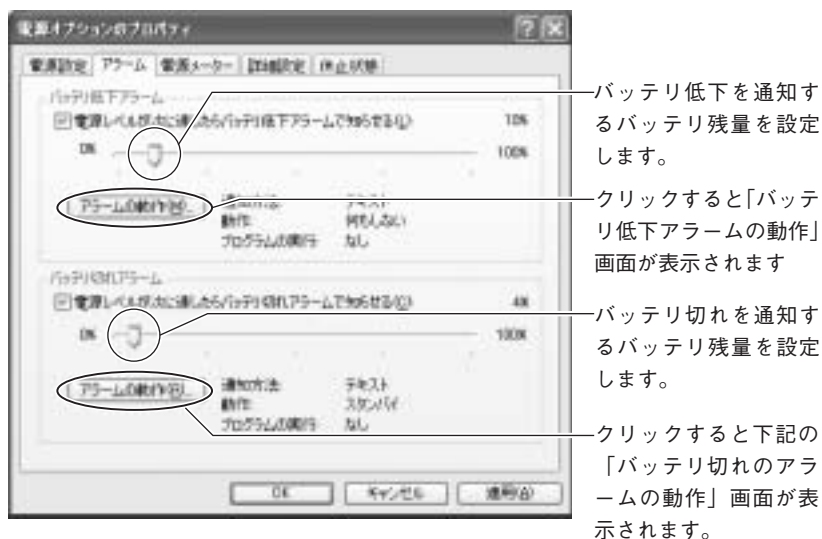 電源オプションのプロパティ
電源設定 アラーム 電源メーター 詳細設定 休止状態
バッテリ低下アラーム
電源レベルが次に達したらバッテリ低下アラームで知らせる(L) 10%
0% 100%
アラームの動作(M)... 通知方法: テキスト
動作: 何もしない
プログラムの実行: なし
バッテリ切れアラーム
電源レベルが次に達したらバッテリ切れアラームで知らせる(C) 4%
0% 100%
アラームの動作(R)... 通知方法: テキスト
動作: スタンバイ
プログラムの実行: なし
OK キャンセル 適用(A)
バッテリ低下を通知す
るバッテリ残量を設定
します。
クリックすると「バッテ
リ低下アラームの動作」
画面が表示されます
バッテリ切れを通知す
るバッテリ残量を設定
します。
クリックすると下記の
「バッテリ切れのアラ
ームの動作」画面が表
示されます。